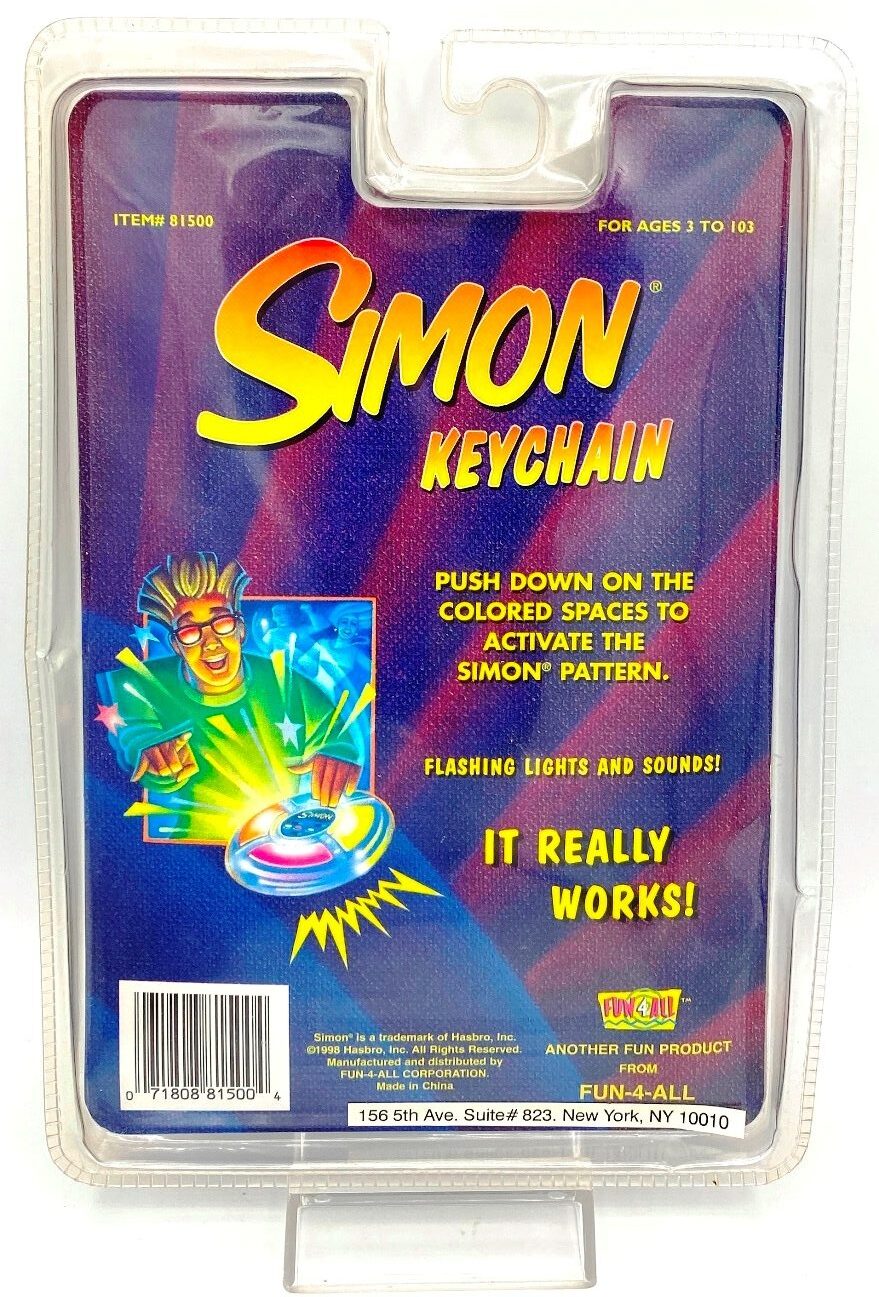 ITEM# 81500
FOR AGES 3 TO 103
SIMON®
KEYCHAIN
PUSH DOWN ON THE
COLORED SPACES TO
ACTIVATE THE
SIMON® PATTERN.
FLASHING LIGHTS AND SOUNDS!
IT REALLY
WORKS!
SIMON
FUN 4 ALL™
ANOTHER FUN PRODUCT
FROM
FUN-4-ALL
Simon® is a trademark of Hasbro, Inc.
©1998 Hasbro, Inc. All Rights Reserved.
Manufactured and distributed by
FUN-4-ALL CORPORATION.
Made in China
0 71808 81500 4
156 5th Ave. Suite# 823. New York, NY 10010